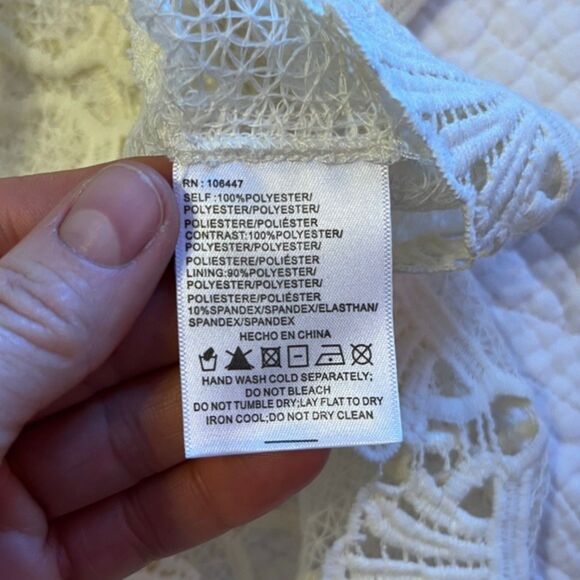 RN: 106447
SELF:100%POLYESTER/
POLYESTER/POLYESTER/
POLIESTERE/POLIÉSTER
CONTRAST:100%POLYESTER/
POLYESTER/POLYESTER/
POLIESTERE/POLIÉSTER
LINING:90%POLYESTER/
POLYESTER/POLYESTER/
POLIESTERE/POLIÉSTER
10%SPANDEX/SPANDEX/ELASTHAN/
SPANDEX/SPANDEX
HECHO EN CHINA
HAND WASH COLD SEPARATELY;
DO NOT BLEACH
DO NOT TUMBLE DRY;LAY FLAT TO DRY
IRON COOL;DO NOT DRY CLEAN